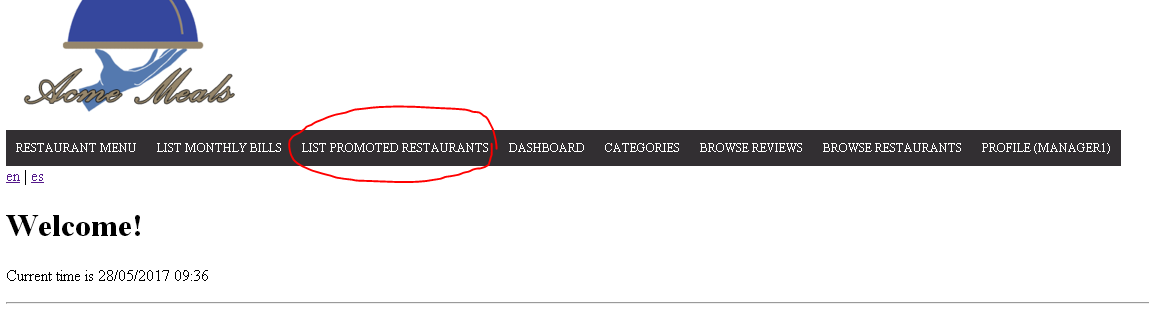 Acme Meals
RESTAURANT MENU LIST MONTHLY BILLS LIST PROMOTED RESTAURANTS DASHBOARD CATEGORIES BROWSE REVIEWS BROWSE RESTAURANTS PROFILE (MANAGER1)
en | es
Welcome!
Current time is 28/05/2017 09:36